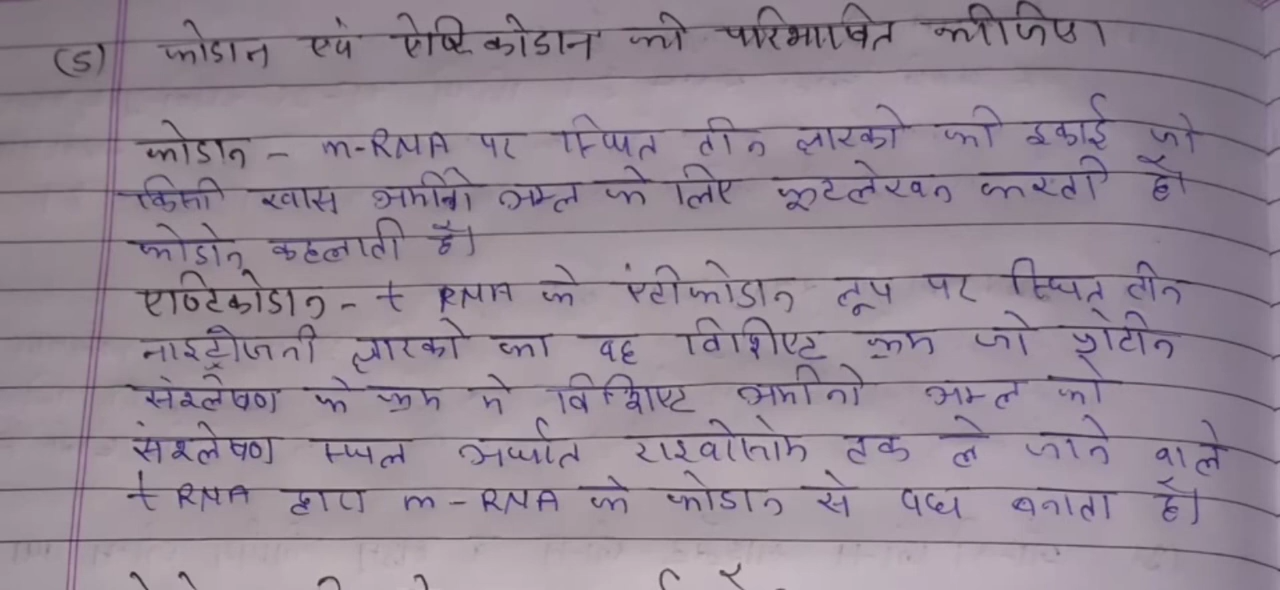 (5) कोडान एवं ऐण्टि कोडान को परिभाषित कीजिए।
कोडान - m-RNA पर स्थित तीन क्षारको की इकाई जो
किसी खास अमीनो अम्ल के लिए कूटलेखन करती है।
कोडोन कहलाती है।
एण्टिकोडान - t RNA के एंटीकोडान लूप पर स्थित तीन
नाइट्रोजनी क्षारको का वह विशिष्ट क्रम जो प्रोटीन
संश्लेषण के क्रम मे विशिष्ट अमीनो अम्ल को
संश्लेषण स्थल अर्थात राइबोसोम तक ले जाने वाले
t RNA द्वारा m-RNA के कोडान से बनाता है।